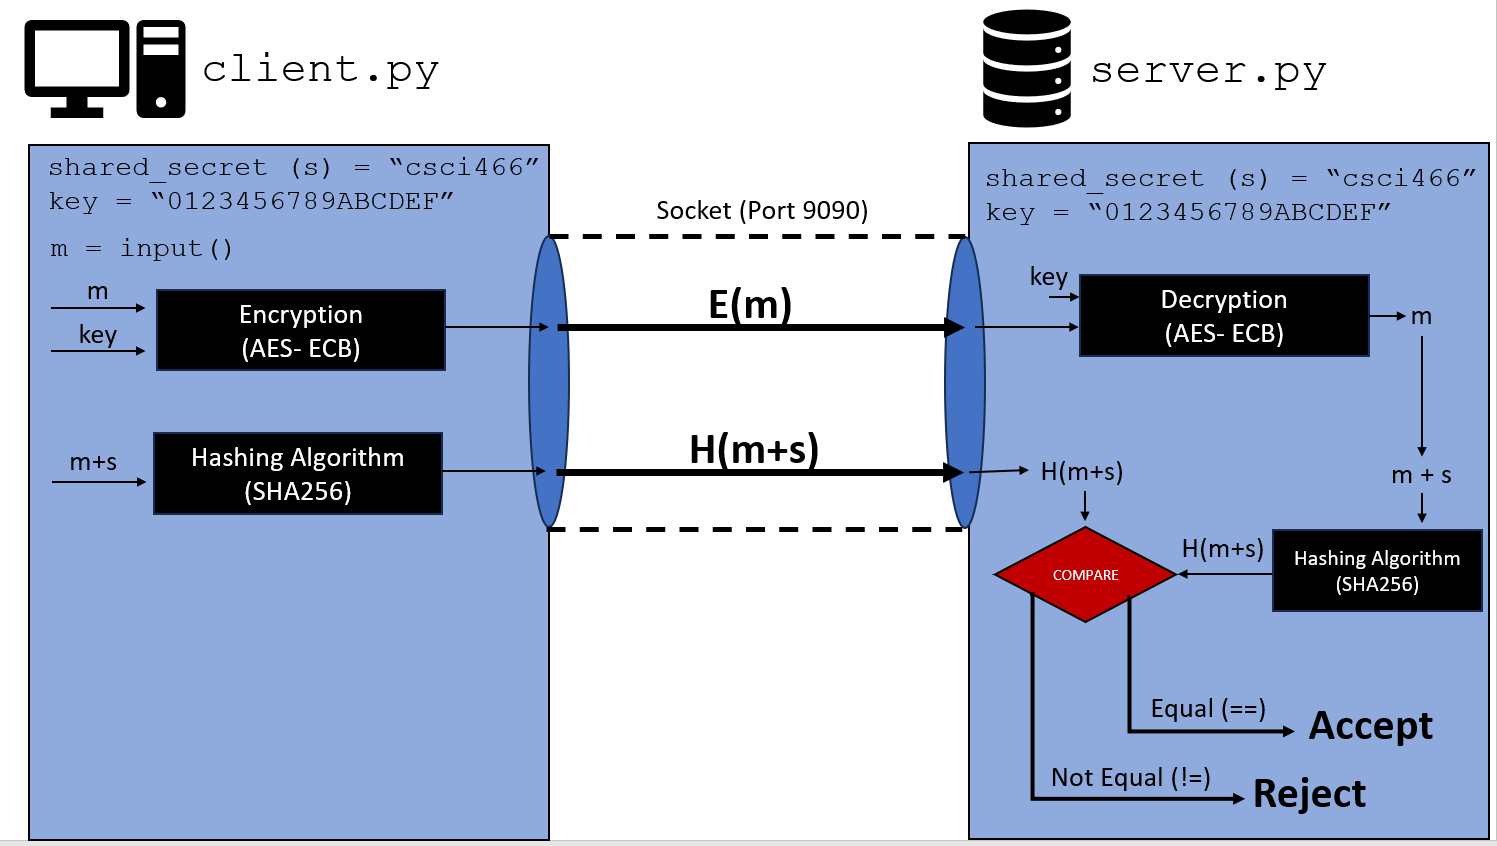 client.py
shared_secret (s) = “csci466”
key = “0123456789ABCDEF”
m = input()
m
key
Encryption
(AES- ECB)
m+s
Hashing Algorithm
(SHA256)
Socket (Port 9090)
E(m)
H(m+s)
server.py
shared_secret (s) = “csci466”
key = “0123456789ABCDEF”
key
Decryption
(AES- ECB)
m
H(m+s)
m + s
H(m+s)
Hashing Algorithm
(SHA256)
COMPARE
Equal (==)
Accept
Not Equal (!=)
Reject